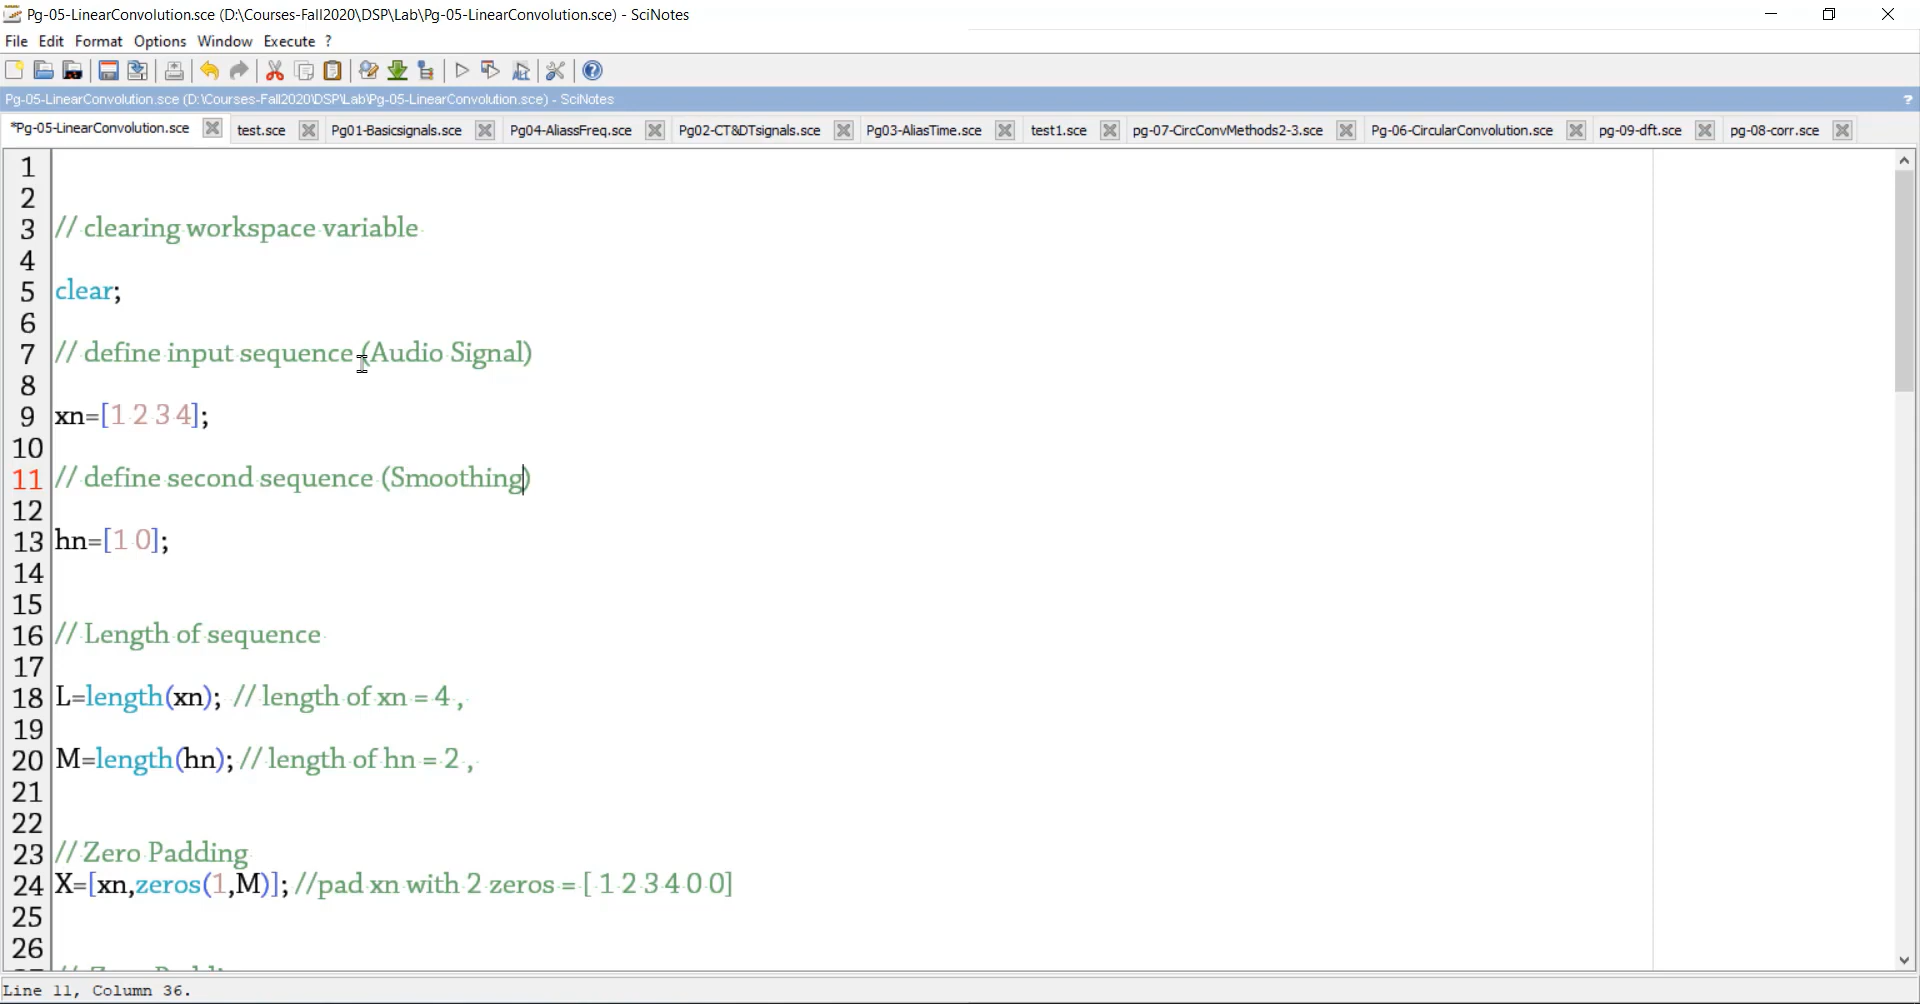 Pg-05-LinearConvolution.sce (D:\Courses-Fall2020\DSP\Lab\Pg-05-LinearConvolution.sce) - SciNotes
File Edit Format Options Window Execute ?
Pg-05-LinearConvolution.sce (D:\Courses-Fall2020\DSP\Lab\Pg-05-LinearConvolution.sce) - SciNotes ?
*Pg-05-LinearConvolution.sce test.sce Pg01-Basicsignals.sce Pg04-AliassFreq.sce Pg02-CT&DTsignals.sce Pg03-AliasTime.sce test1.sce pg-07-CircConvMethods2-3.sce Pg-06-CircularConvolution.sce pg-09-dft.sce pg-08-corr.sce
1
2
3 // clearing workspace variable
4
5 clear;
6
7 // define input sequence (Audio Signal)
8
9 xn=[1 2 3 4];
10
11 // define second sequence (Smoothing)
12
13 hn=[1 0];
14
15
16 // Length of sequence
17
18 L=length(xn); // length of xn = 4 ,
19
20 M=length(hn); // length of hn = 2 ,
21
22
23 // Zero Padding
24 X=[xn,zeros(1,M)]; //pad xn with 2 zeros = [ 1 2 3 4 0 0]
25
26
Line 11, Column 36.